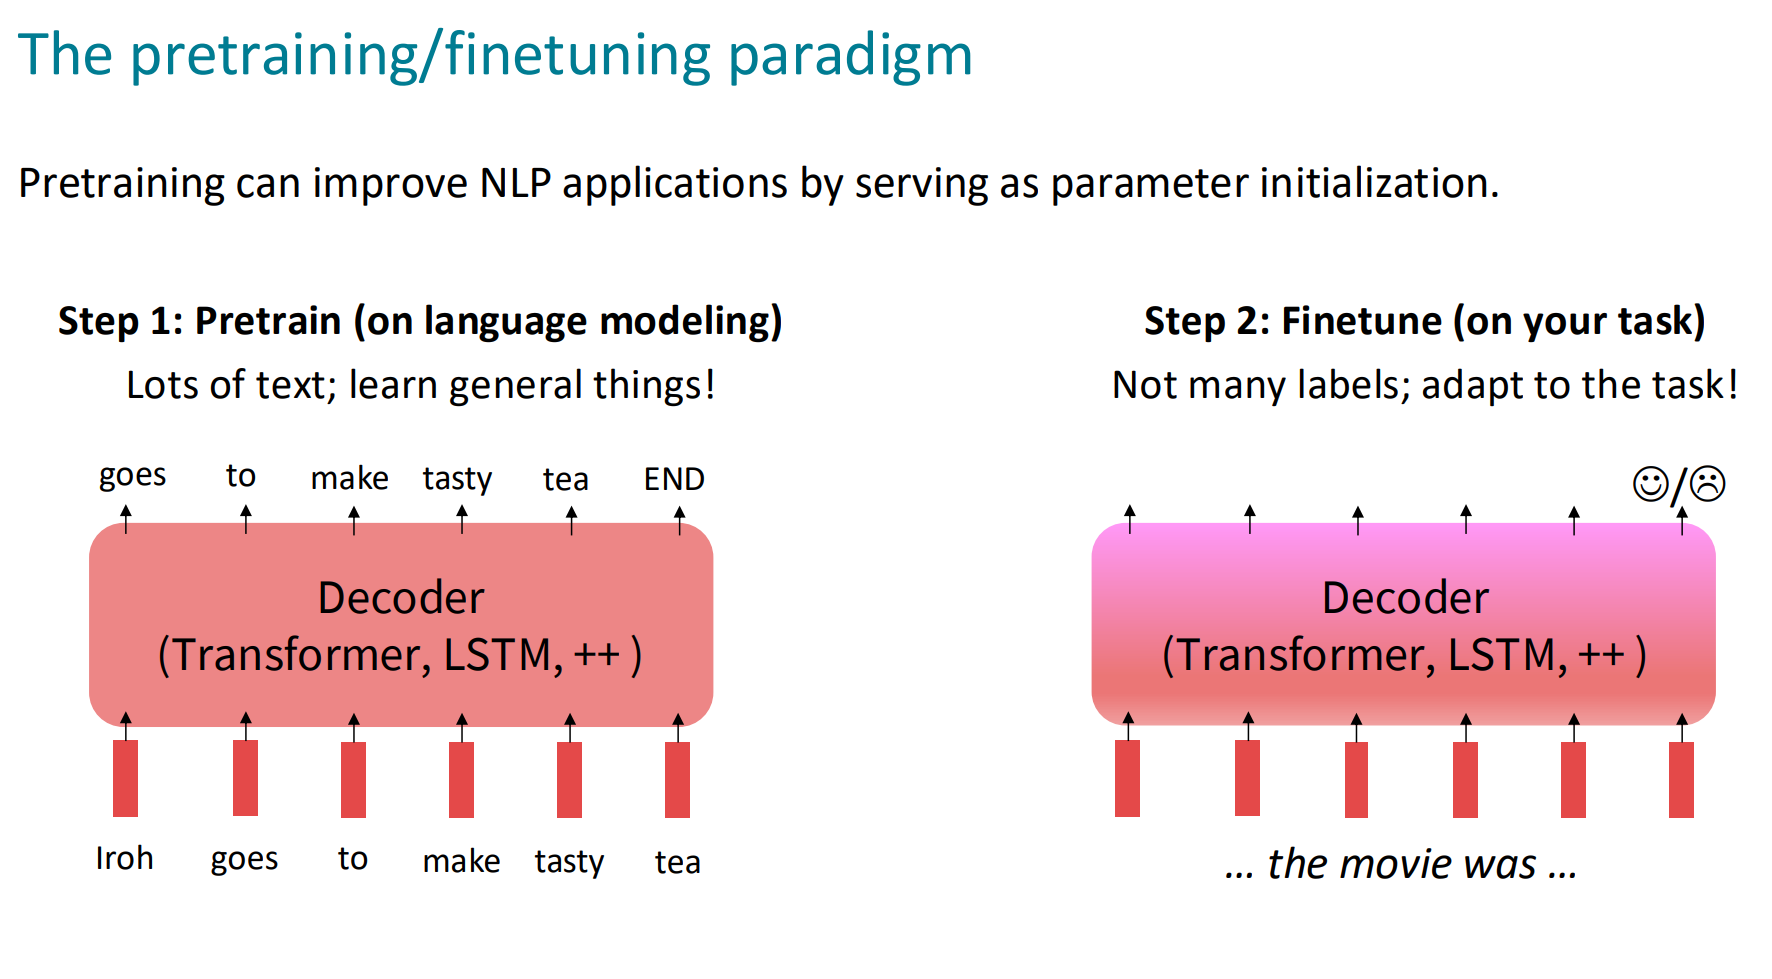 The pretraining/finetuning paradigm
Pretraining can improve NLP applications by serving as parameter initialization.
Step 1: Pretrain (on language modeling)
Lots of text; learn general things!
goes to make tasty tea END
Decoder
(Transformer, LSTM, ++ )
Iroh goes to make tasty tea
Step 2: Finetune (on your task)
Not many labels; adapt to the task!
☺/☹
Decoder
(Transformer, LSTM, ++ )
... the movie was ...